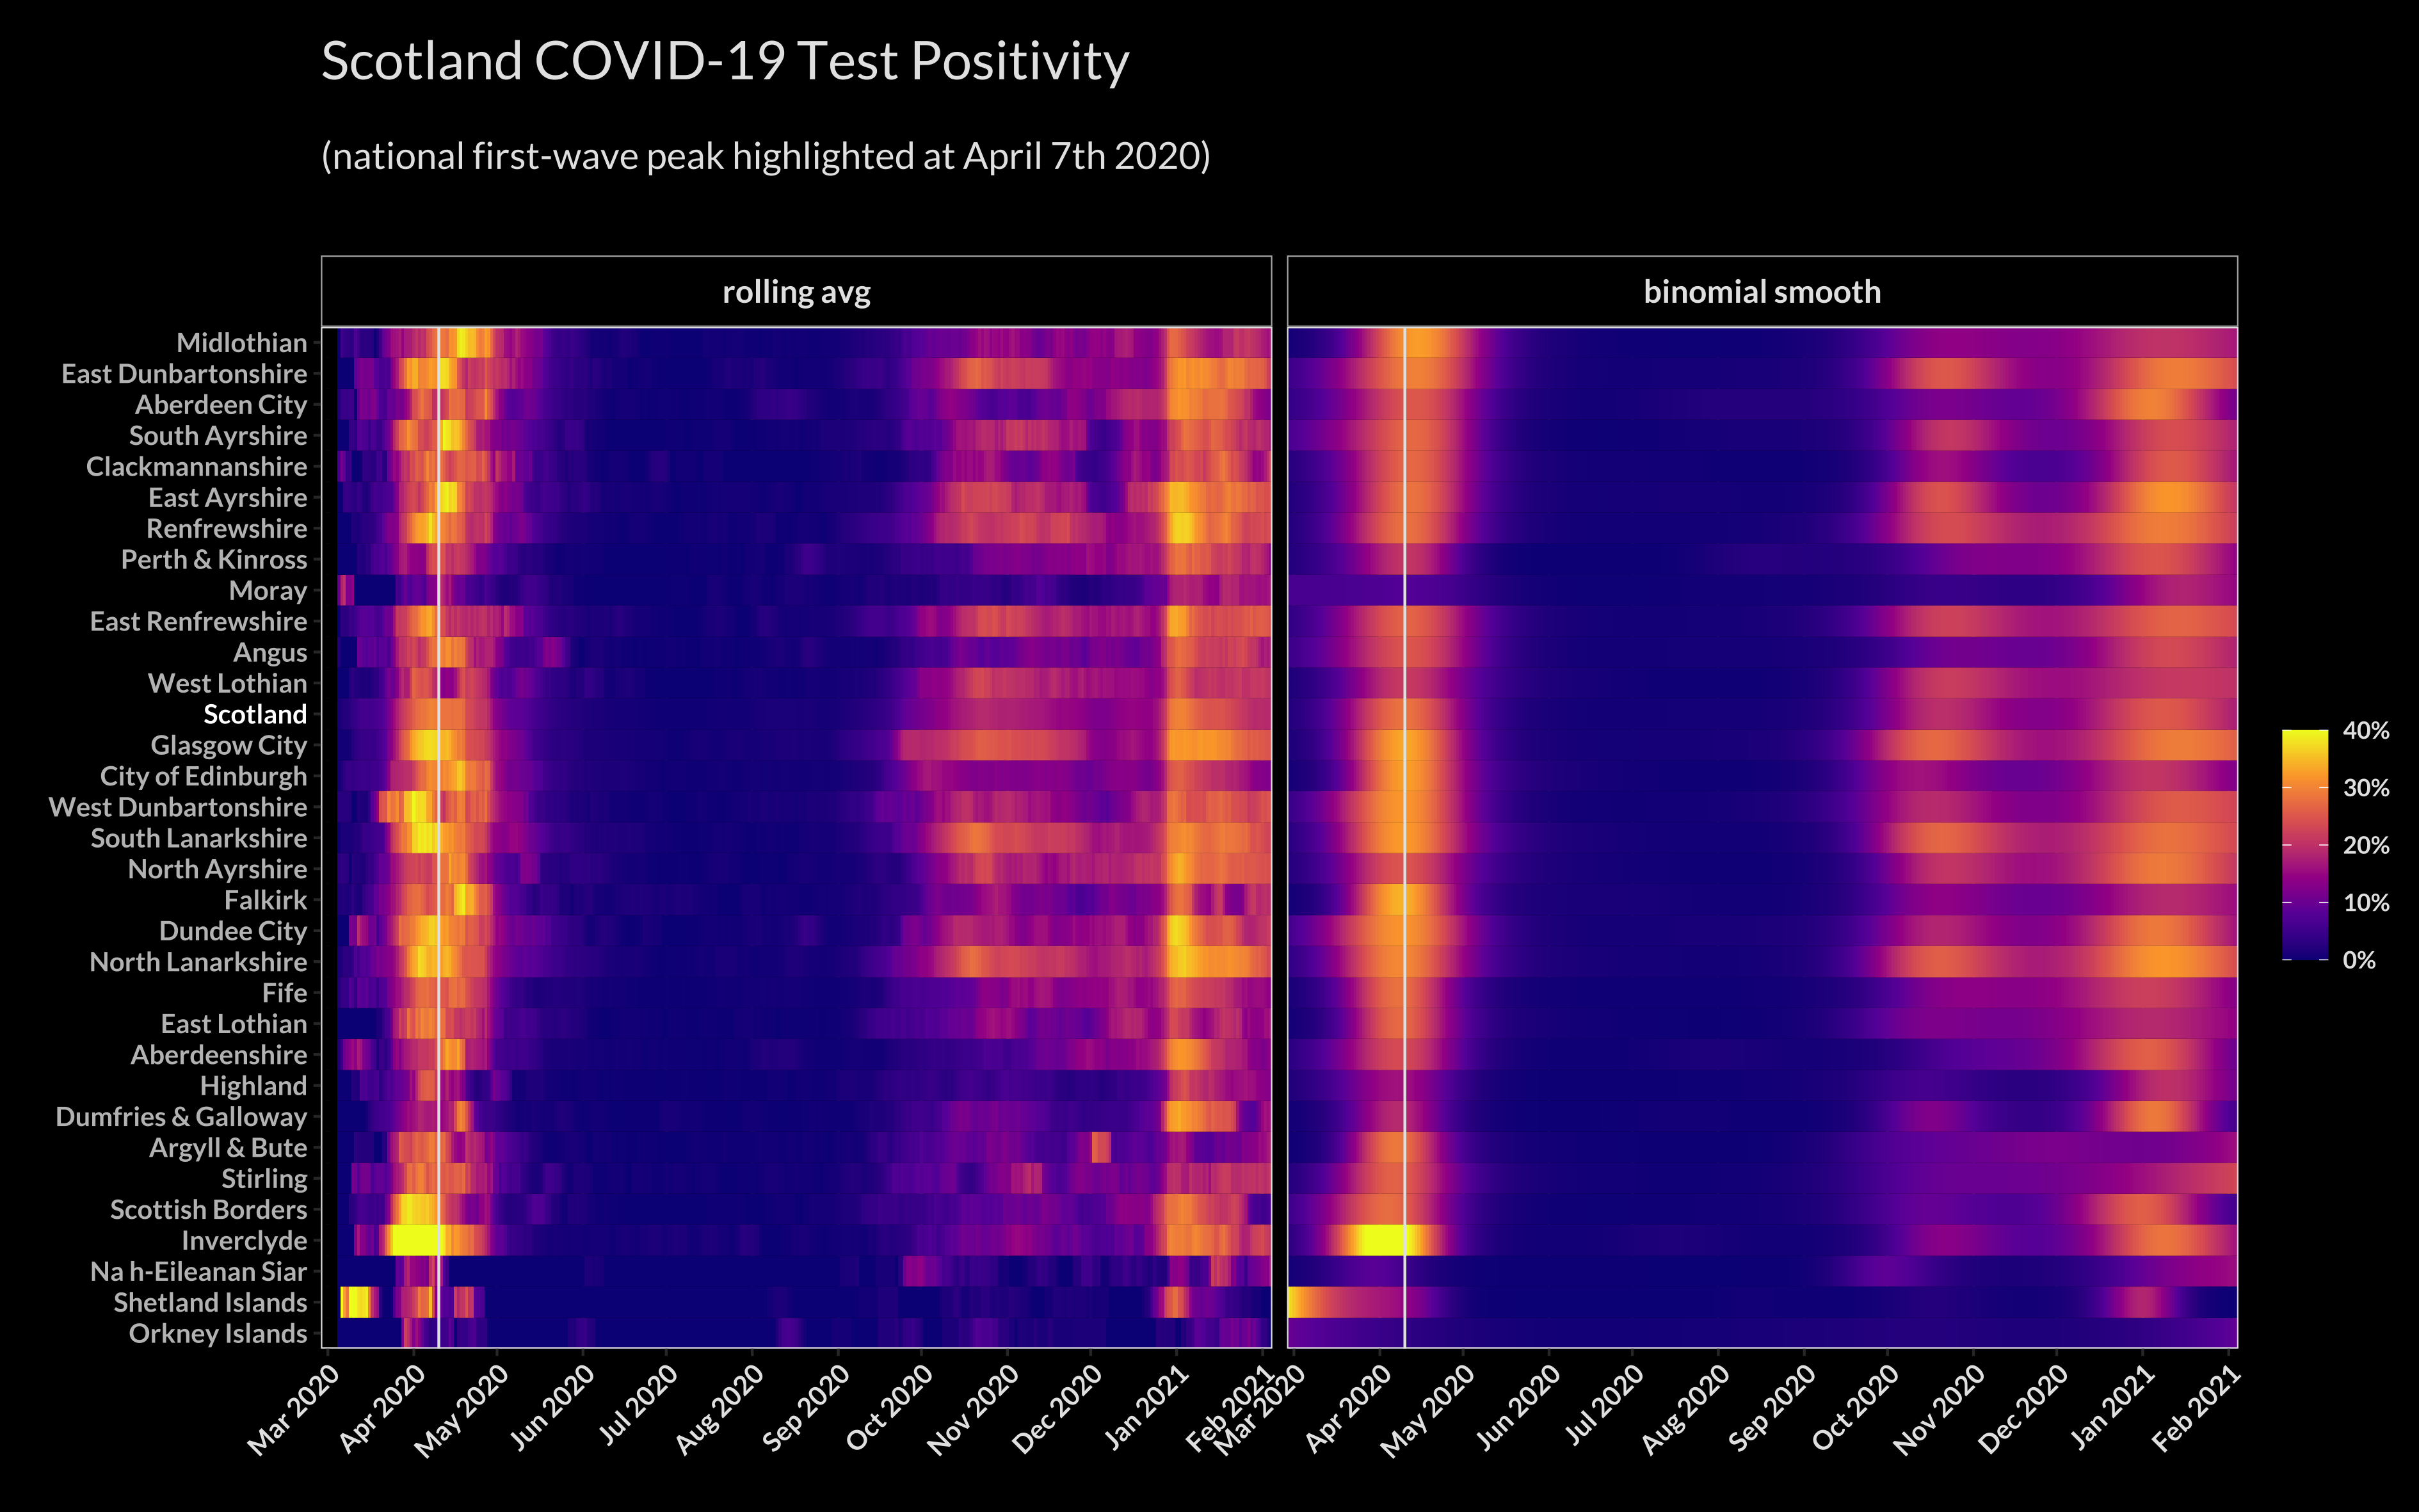 Scotland COVID-19 Test Positivity
(national first-wave peak highlighted at April 7th 2020)
rolling avg
binomial smooth
Midlothian
East Dunbartonshire
Aberdeen City
South Ayrshire
Clackmannanshire
East Ayrshire
Renfrewshire
Perth & Kinross
Moray
East Renfrewshire
Angus
West Lothian
Scotland
Glasgow City
City of Edinburgh
West Dunbartonshire
South Lanarkshire
North Ayrshire
Falkirk
Dundee City
North Lanarkshire
Fife
East Lothian
Aberdeenshire
Highland
Dumfries & Galloway
Argyll & Bute
Stirling
Scottish Borders
Inverclyde
Na h-Eileanan Siar
Shetland Islands
Orkney Islands
Mar 2020
Apr 2020
May 2020
Jun 2020
Jul 2020
Aug 2020
Sep 2020
Oct 2020
Nov 2020
Dec 2020
Jan 2021
Feb 2021
Mar 2020
Apr 2020
May 2020
Jun 2020
Jul 2020
Aug 2020
Sep 2020
Oct 2020
Nov 2020
Dec 2020
Jan 2021
Feb 2021
40%
30%
20%
10%
0%